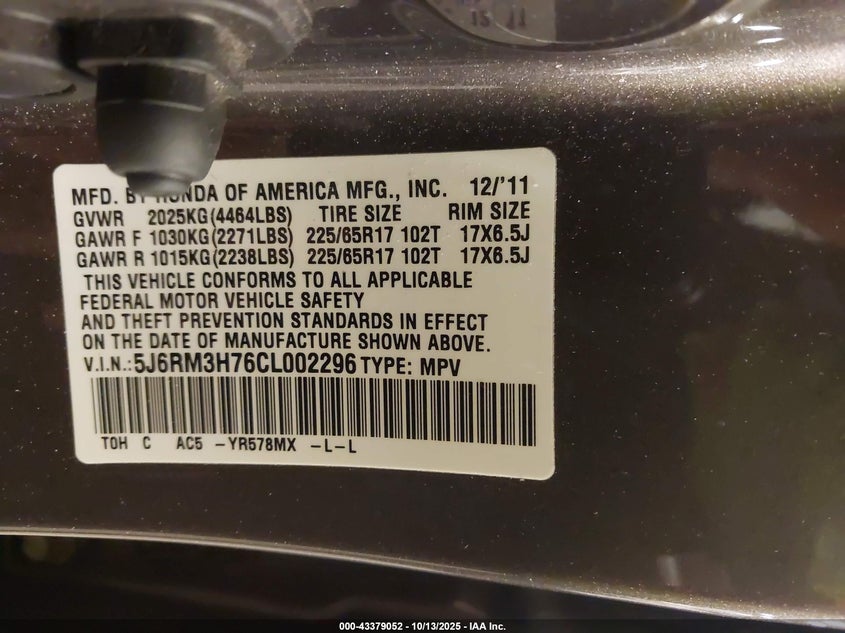 15 11
MFD. BY HONDA OF AMERICA MFG., INC. 12/'11
GVWR 2025KG(4464LBS) TIRE SIZE RIM SIZE
GAWR F 1030KG(2271LBS) 225/65R17 102T 17X6.5J
GAWR R 1015KG(2238LBS) 225/65R17 102T 17X6.5J
THIS VEHICLE CONFORMS TO ALL APPLICABLE
FEDERAL MOTOR VEHICLE SAFETY
AND THEFT PREVENTION STANDARDS IN EFFECT
ON THE DATE OF MANUFACTURE SHOWN ABOVE.
V.I.N.:5J6RM3H76CL002296 TYPE: MPV
TOH C AC5 -YR578MX -L-L
000-43379052 - 10/13/2025 - IAA Inc.